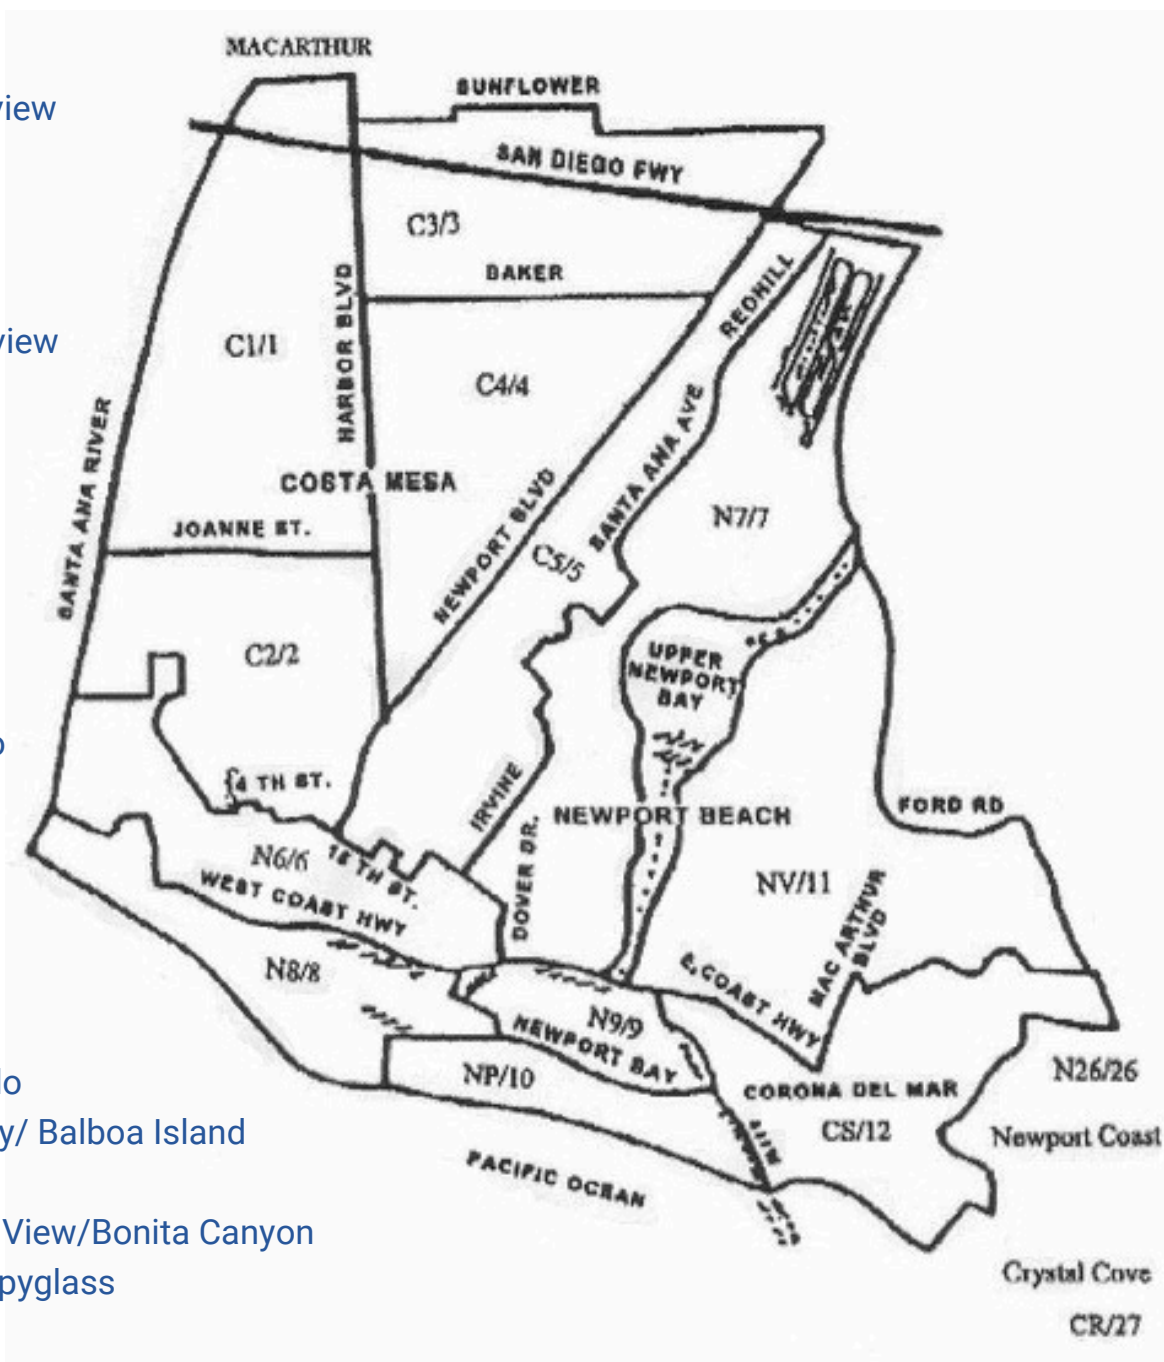 MACARTHUR
SUNFLOWER
view
SAN DIEGO FWY
C3/3
BAKER
REDHILL
HARBOR BLVD
C1/1
view
C4/4
SANTA ANA RIVER
SANTA ANA AVE
COSTA MESA
NEWPORT BLVD
N7/7
JOANNE ST.
C5/5
C2/2
UPPER
NEWPORT
BAY
TH ST.
IRVINE
NEWPORT BEACH
FORD RD
DOVER DR.
N6/6
TH ST.
NV/11
WEST COAST HWY
MAC ARTHUR
BLVD
N8/8
E. COAST HWY
N9/9
NEWPORT BAY
NP/10
N26/26
lo
CORONA DEL MAR
y/ Balboa Island
CS/12
Newport Coast
PACIFIC OCEAN
View/Bonita Canyon
pyglass
Crystal Cove
CR/27